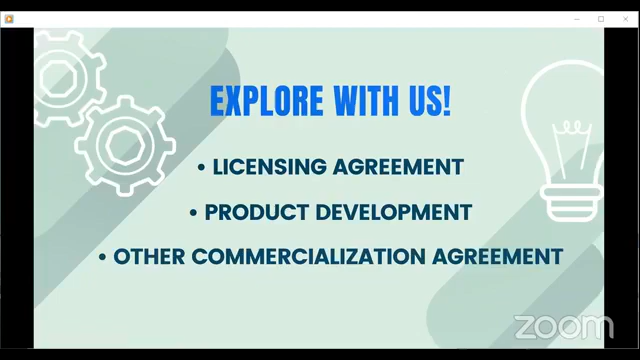 EXPLORE WITH US!
• LICENSING AGREEMENT
• PRODUCT DEVELOPMENT
• OTHER COMMERCIALIZATION AGREEMENT
zoom